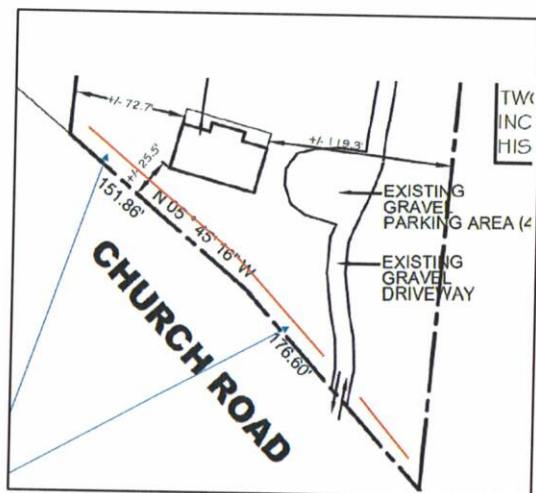 +/- 72.7'
+/- 119.3'
+/- 25.5'
151.86'
N 05 ° 45' 16" W
176.60'
CHURCH ROAD
EXISTING
GRAVEL
PARKING AREA (4
EXISTING
GRAVEL
DRIVEWAY
TWO
INC
HIS